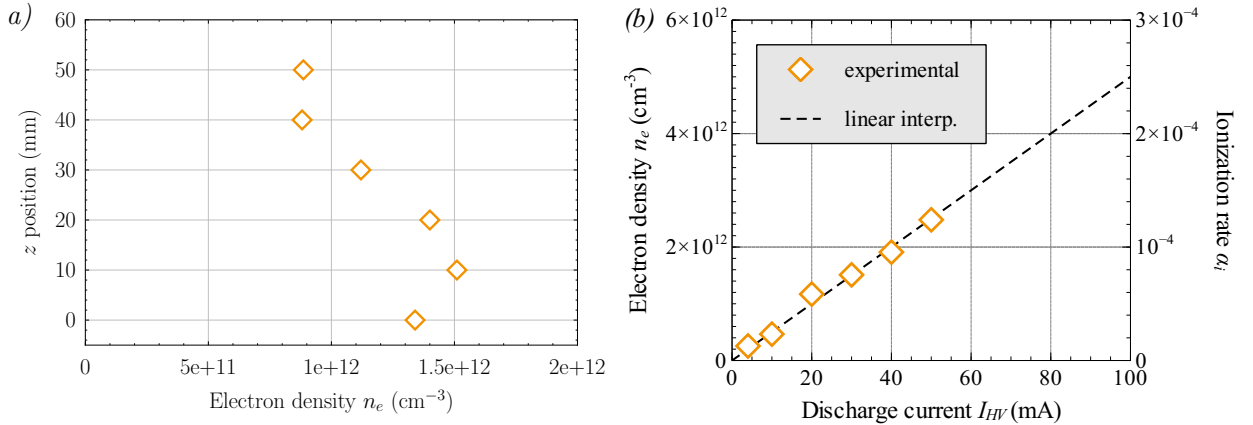 a)
60
50
40
30
20
10
0
z position (mm)
0
5e+11
1e+12
1.5e+12
2e+12
Electron density nₑ (cm⁻³)
(b)
6×10¹²
4×10¹²
2×10¹²
0
Electron density nₑ (cm⁻³)
experimental
linear interp.
3×10⁻⁴
2×10⁻⁴
10⁻⁴
0
Ionization rate αᵢ
0
20
40
60
80
100
Discharge current I_HV (mA)